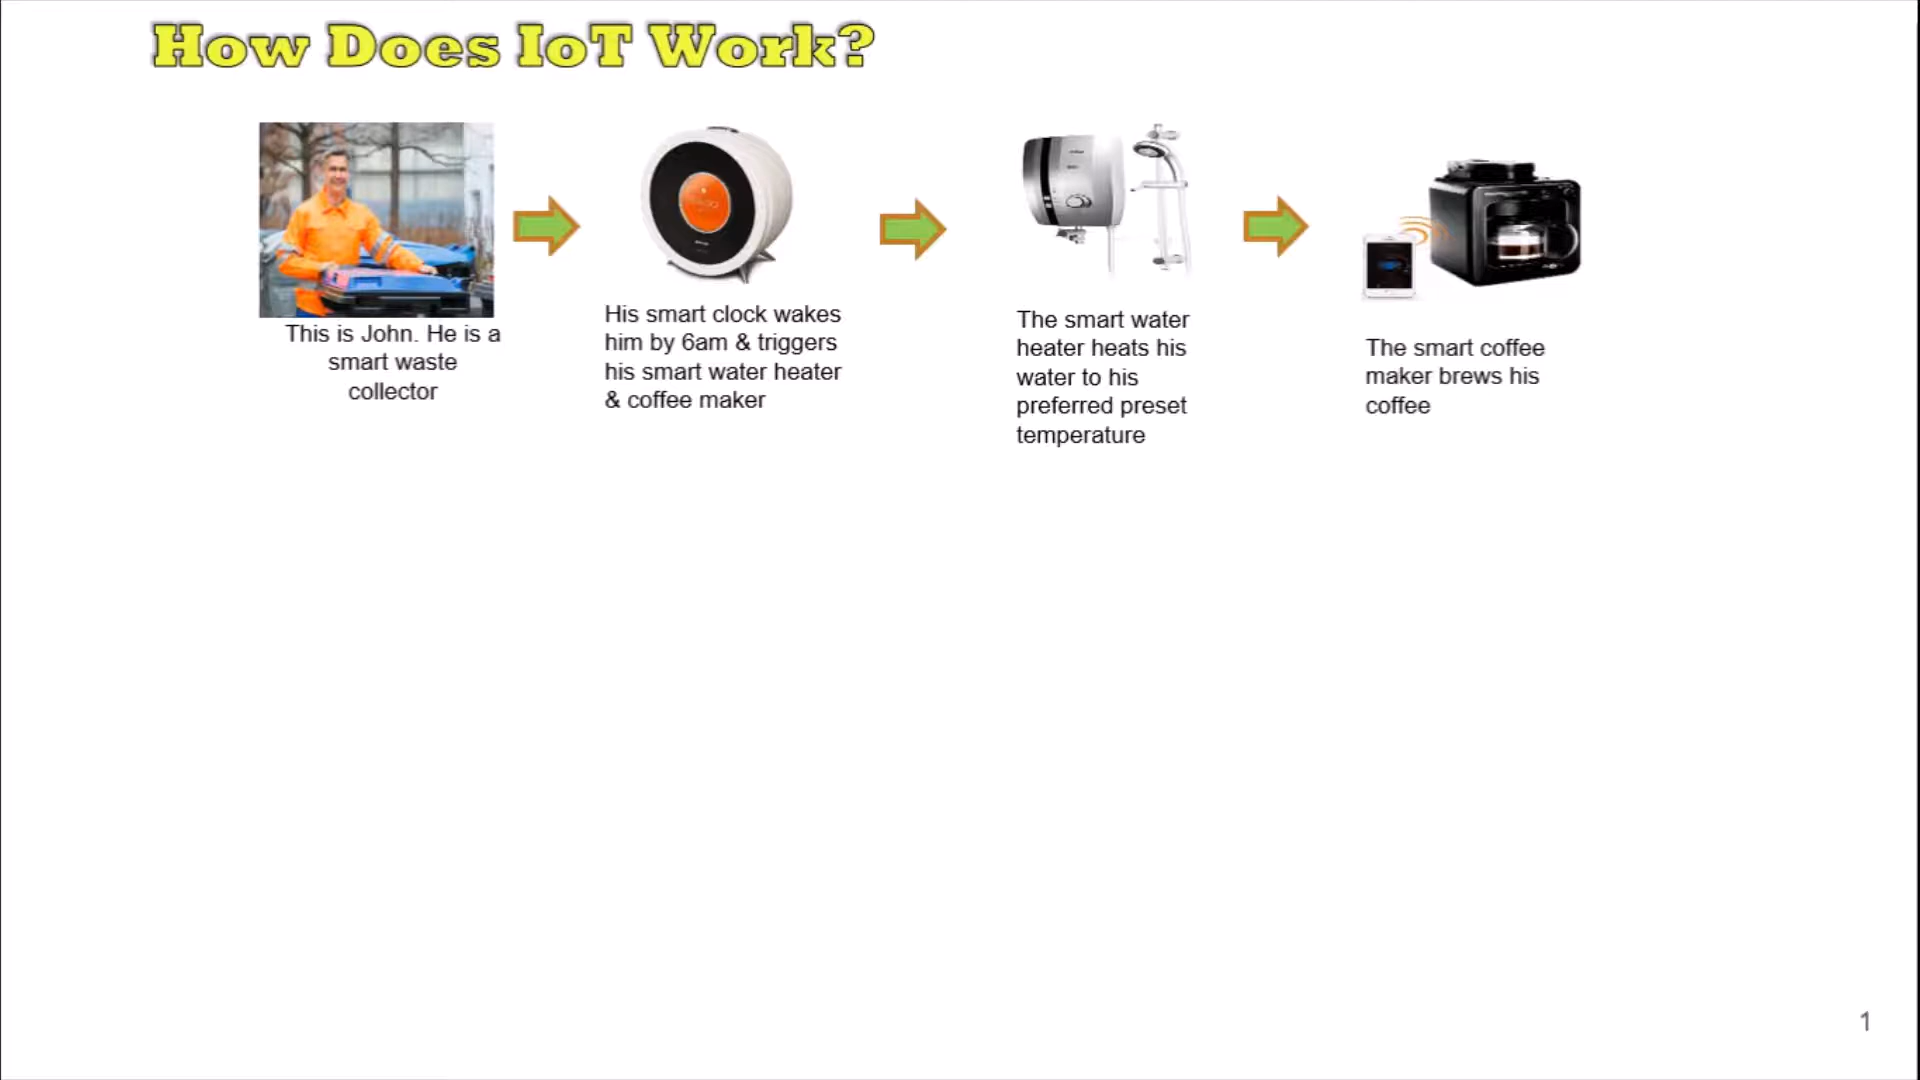 How Does IoT Work?
This is John. He is a
smart waste
collector
His smart clock wakes
him by 6am & triggers
his smart water heater
& coffee maker
The smart water
heater heats his
water to his
preferred preset
temperature
The smart coffee
maker brews his
coffee
1